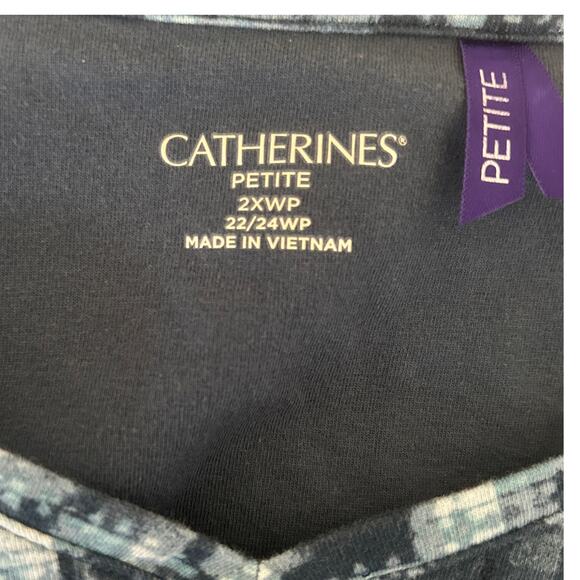 CATHERINES®
PETITE
2XWP
22/24WP
MADE IN VIETNAM
PETITE